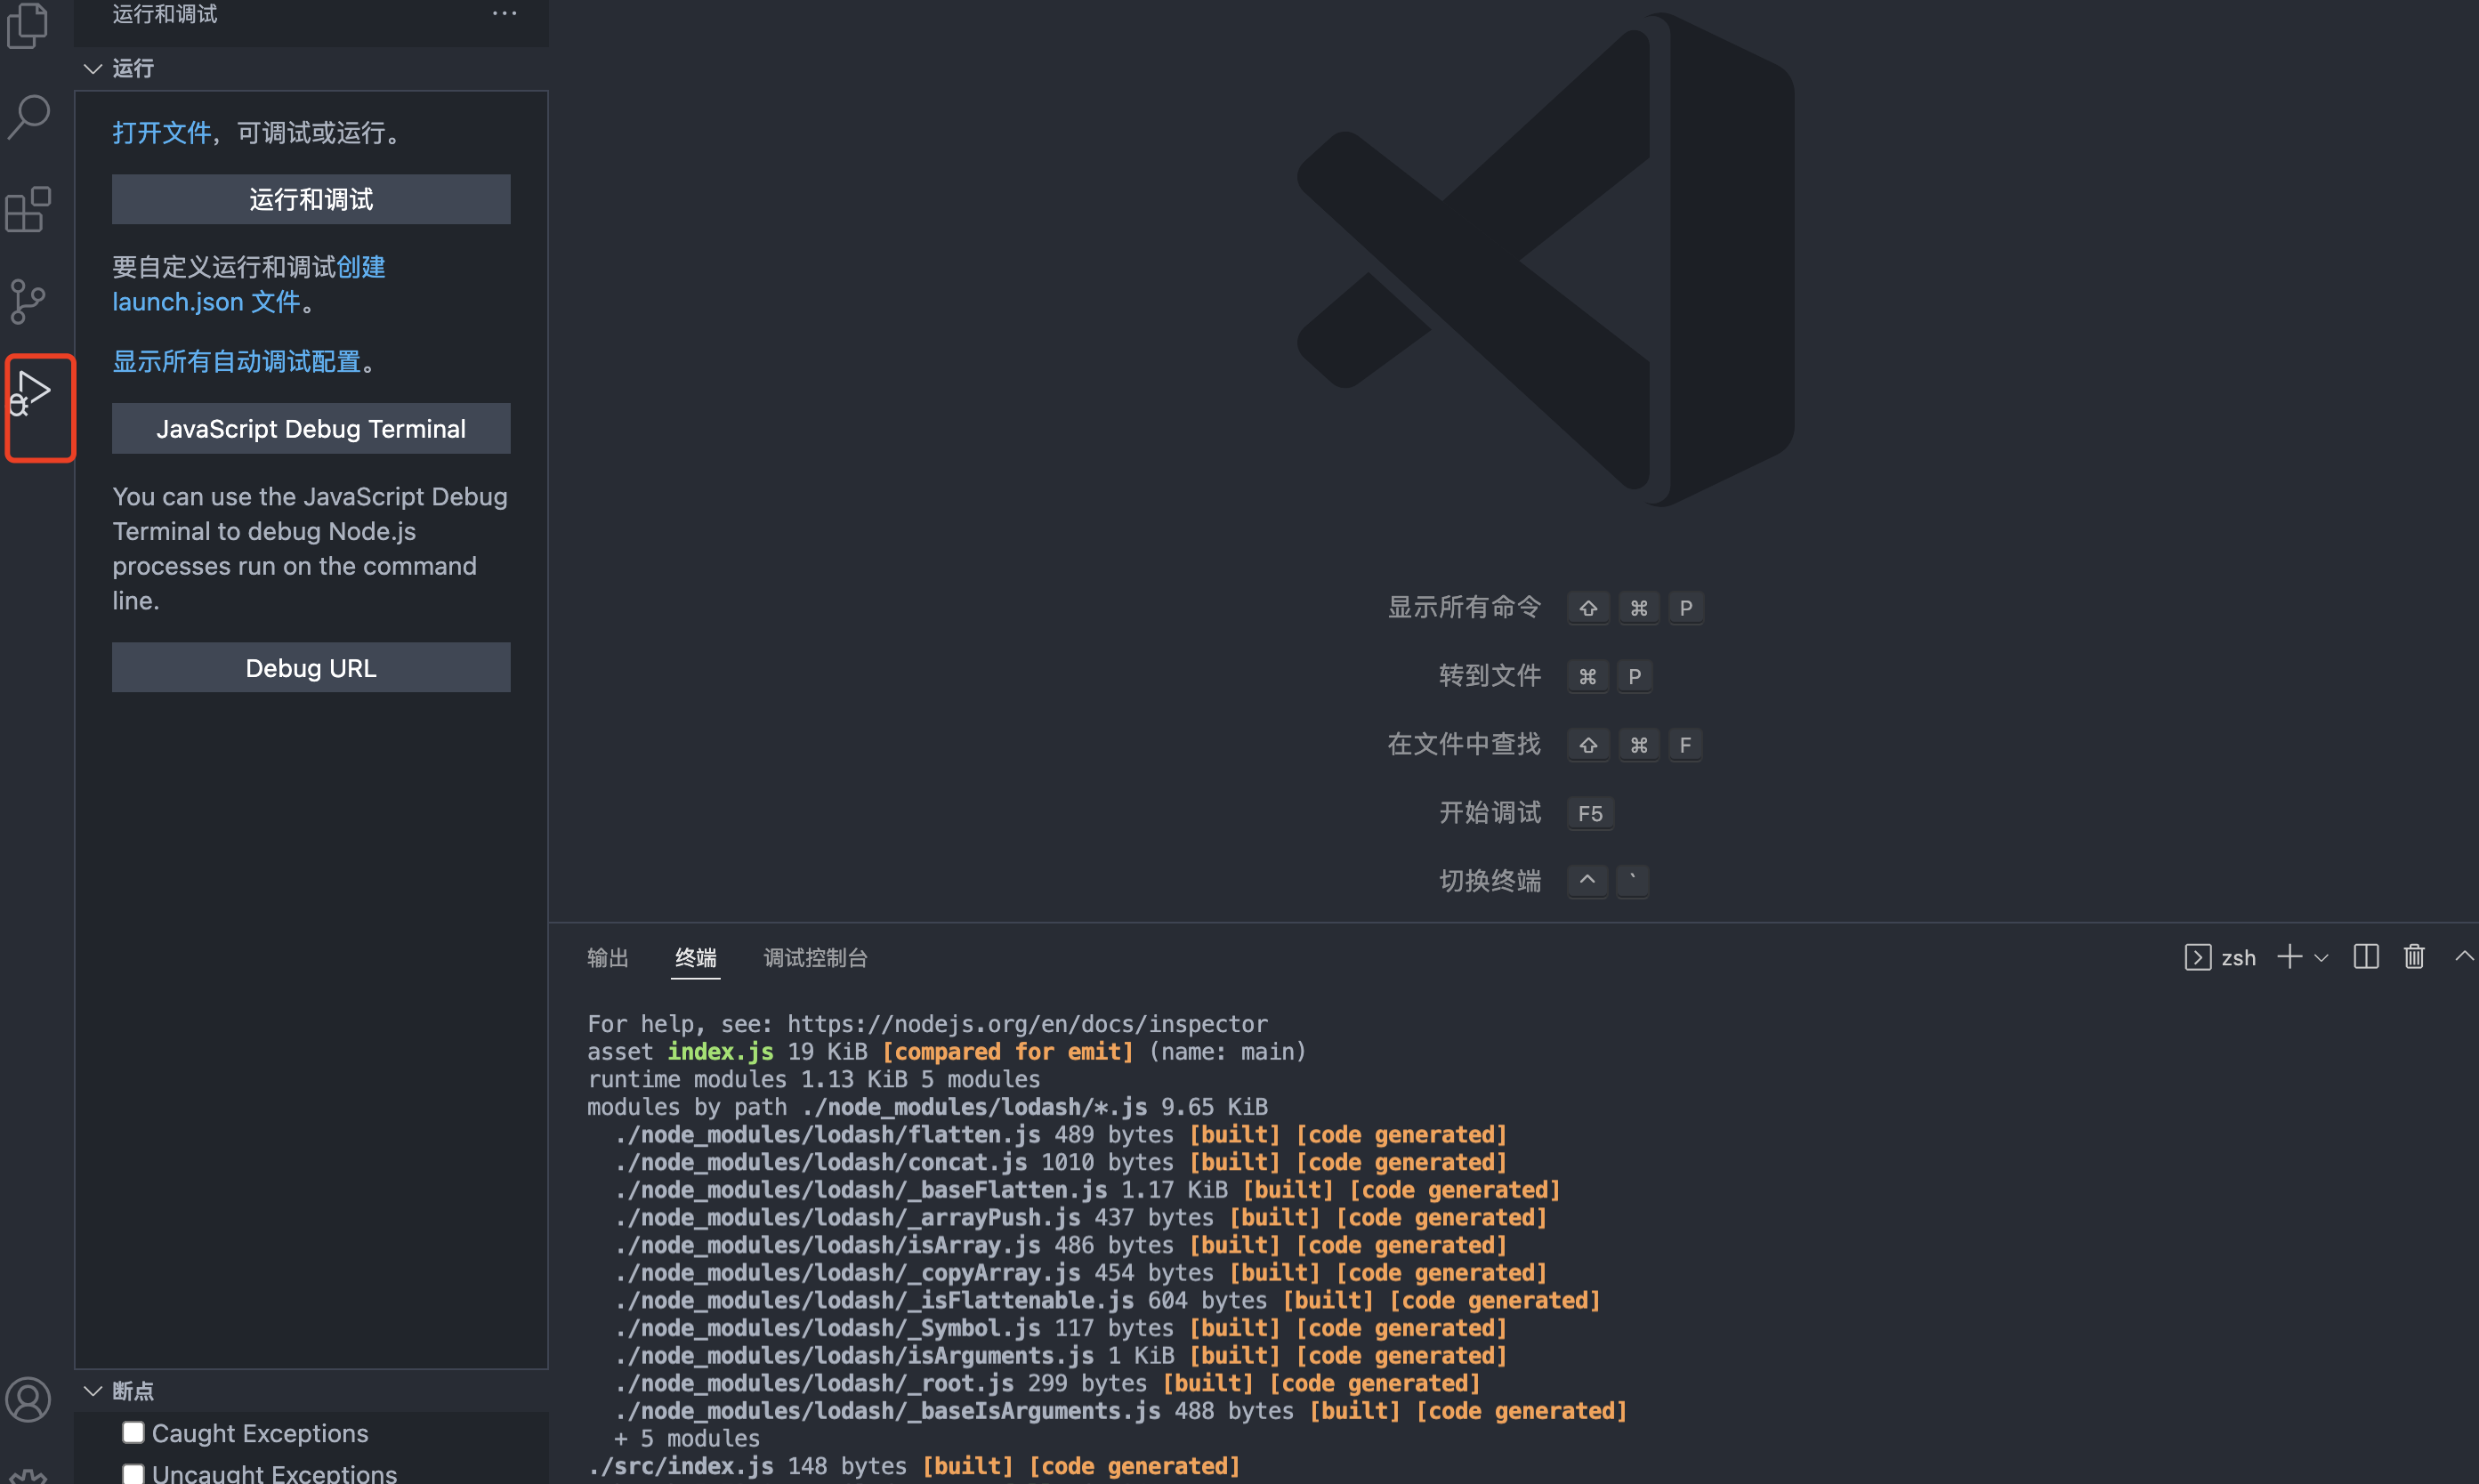 运行和调试
运行
打开文件，可调试或运行。
运行和调试
要自定义运行和调试创建
launch.json 文件。
显示所有自动调试配置。
JavaScript Debug Terminal
You can use the JavaScript Debug
Terminal to debug Node.js
processes run on the command
line.
Debug URL
断点
Caught Exceptions
Uncaught Exceptions
显示所有命令 ⇧ ⌘ P
转到文件 ⌘ P
在文件中查找 ⇧ ⌘ F
开始调试 F5
切换终端 ^ `
输出 终端 调试控制台 zsh
For help, see: https://nodejs.org/en/docs/inspector
asset index.js 19 KiB [compared for emit] (name: main)
runtime modules 1.13 KiB 5 modules
modules by path ./node_modules/lodash/*.js 9.65 KiB
./node_modules/lodash/flatten.js 489 bytes [built] [code generated]
./node_modules/lodash/concat.js 1010 bytes [built] [code generated]
./node_modules/lodash/_baseFlatten.js 1.17 KiB [built] [code generated]
./node_modules/lodash/_arrayPush.js 437 bytes [built] [code generated]
./node_modules/lodash/isArray.js 486 bytes [built] [code generated]
./node_modules/lodash/_copyArray.js 454 bytes [built] [code generated]
./node_modules/lodash/_isFlattenable.js 604 bytes [built] [code generated]
./node_modules/lodash/_Symbol.js 117 bytes [built] [code generated]
./node_modules/lodash/isArguments.js 1 KiB [built] [code generated]
./node_modules/lodash/_root.js 299 bytes [built] [code generated]
./node_modules/lodash/_baseIsArguments.js 488 bytes [built] [code generated]
+ 5 modules
./src/index.js 148 bytes [built] [code generated]